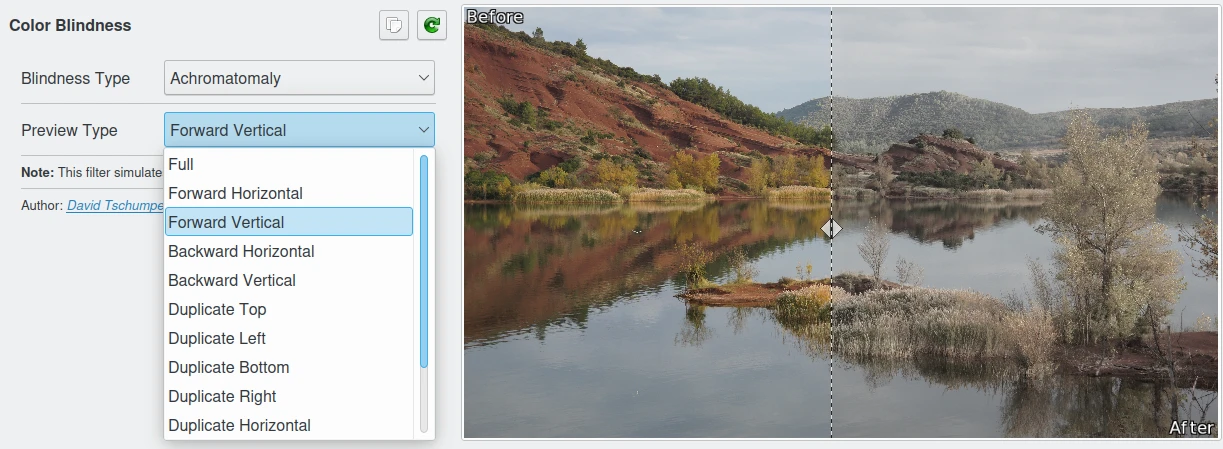 Color Blindness
Blindness Type
Achromatomaly
Preview Type
Forward Vertical
Full
Forward Horizontal
Forward Vertical
Backward Horizontal
Backward Vertical
Duplicate Top
Duplicate Left
Duplicate Bottom
Duplicate Right
Duplicate Horizontal
Note: This filter simulate
Author: David Tschumpe
Before
After